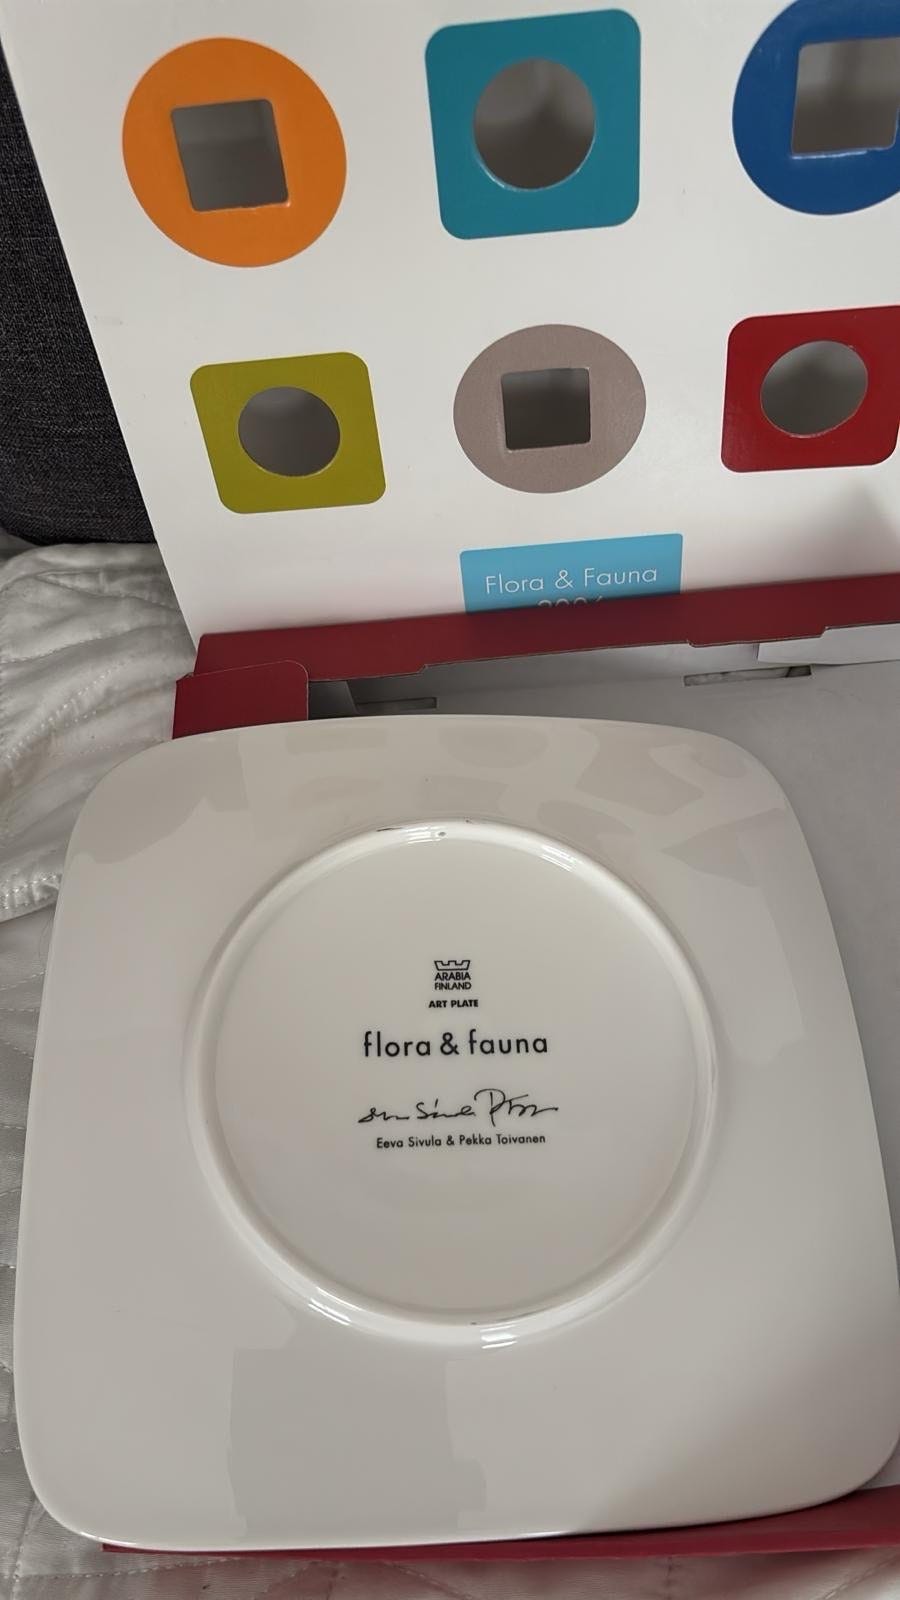 Flora & Fauna
ARABIA
FINLAND
ART PLATE
flora & fauna
Eeva Sivula & Pekka Toivanen